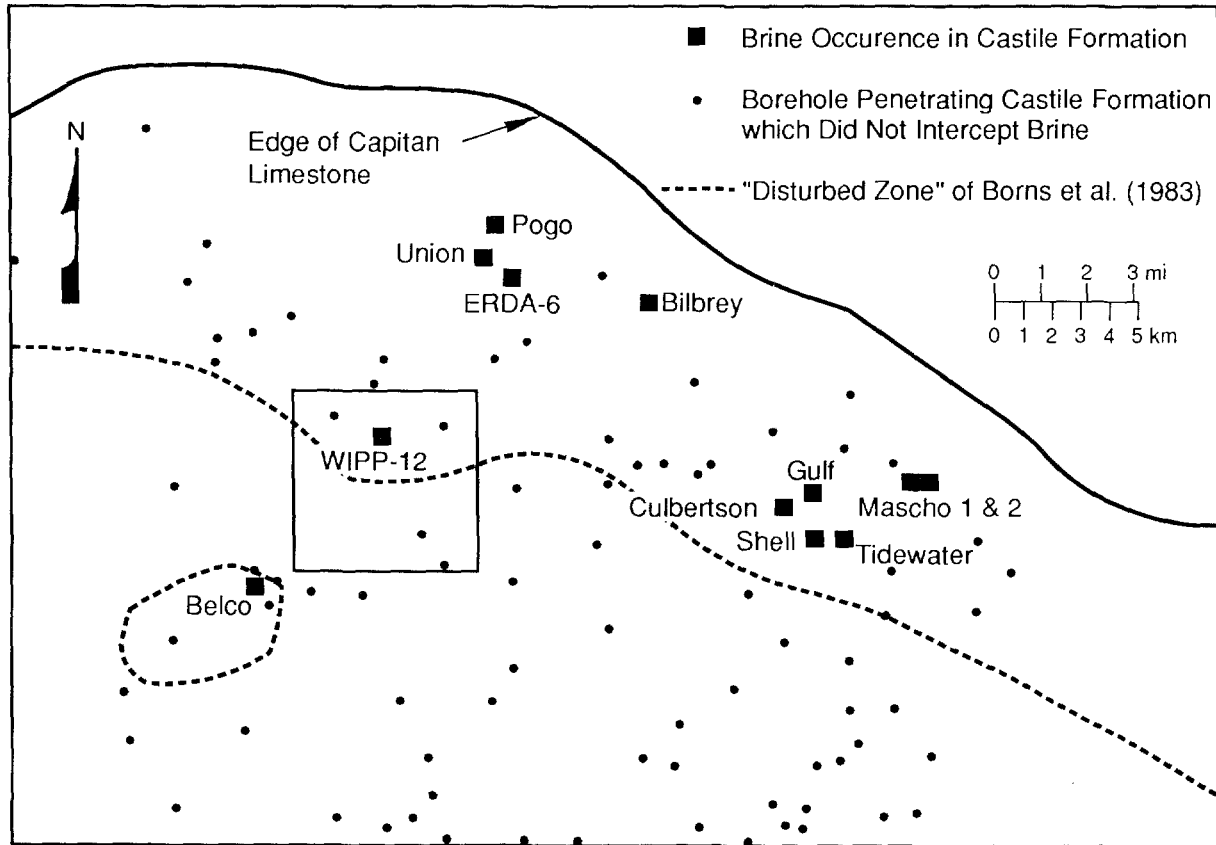 Brine Occurence in Castile Formation
Borehole Penetrating Castile Formation
which Did Not Intercept Brine
"Disturbed Zone" of Borns et al. (1983)
N
Edge of Capitan
Limestone
Pogo
Union
ERDA-6
Bilbrey
0 1 2 3 mi
0 1 2 3 4 5 km
WIPP-12
Gulf
Culbertson
Mascho 1 & 2
Shell
Tidewater
Belco